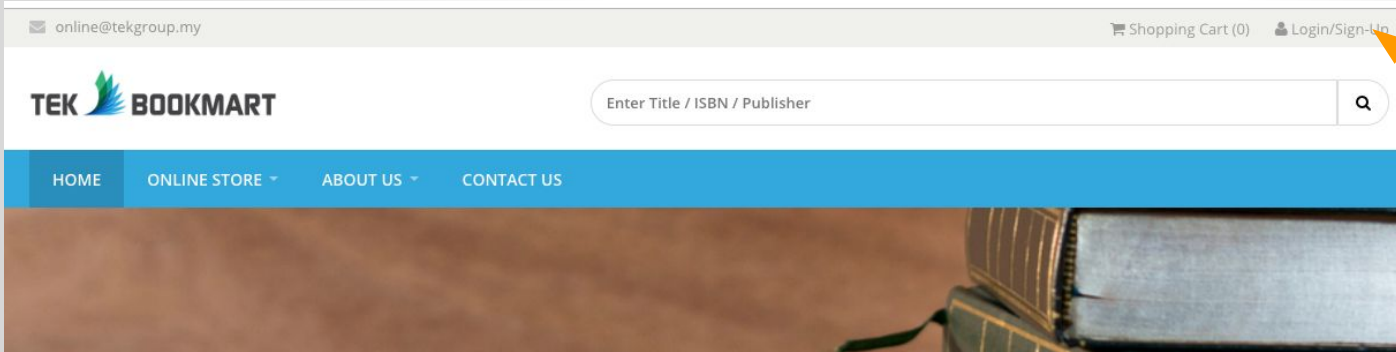 online@tekgroup.my
Shopping Cart (0) Login/Sign-Up
TEK BOOKMART
Enter Title / ISBN / Publisher
HOME ONLINE STORE ABOUT US CONTACT US